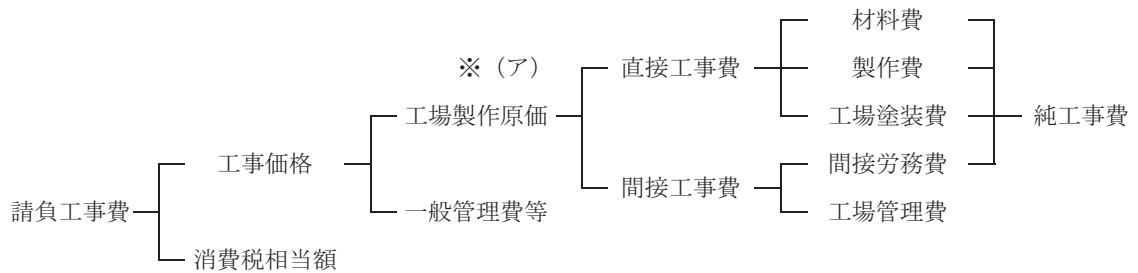 材料費
※（ア）
直接工事費
製作費
工場製作原価
工場塗装費
純工事費
工事価格
間接労務費
間接工事費
請負工事費
一般管理費等
工場管理費
消費税相当額